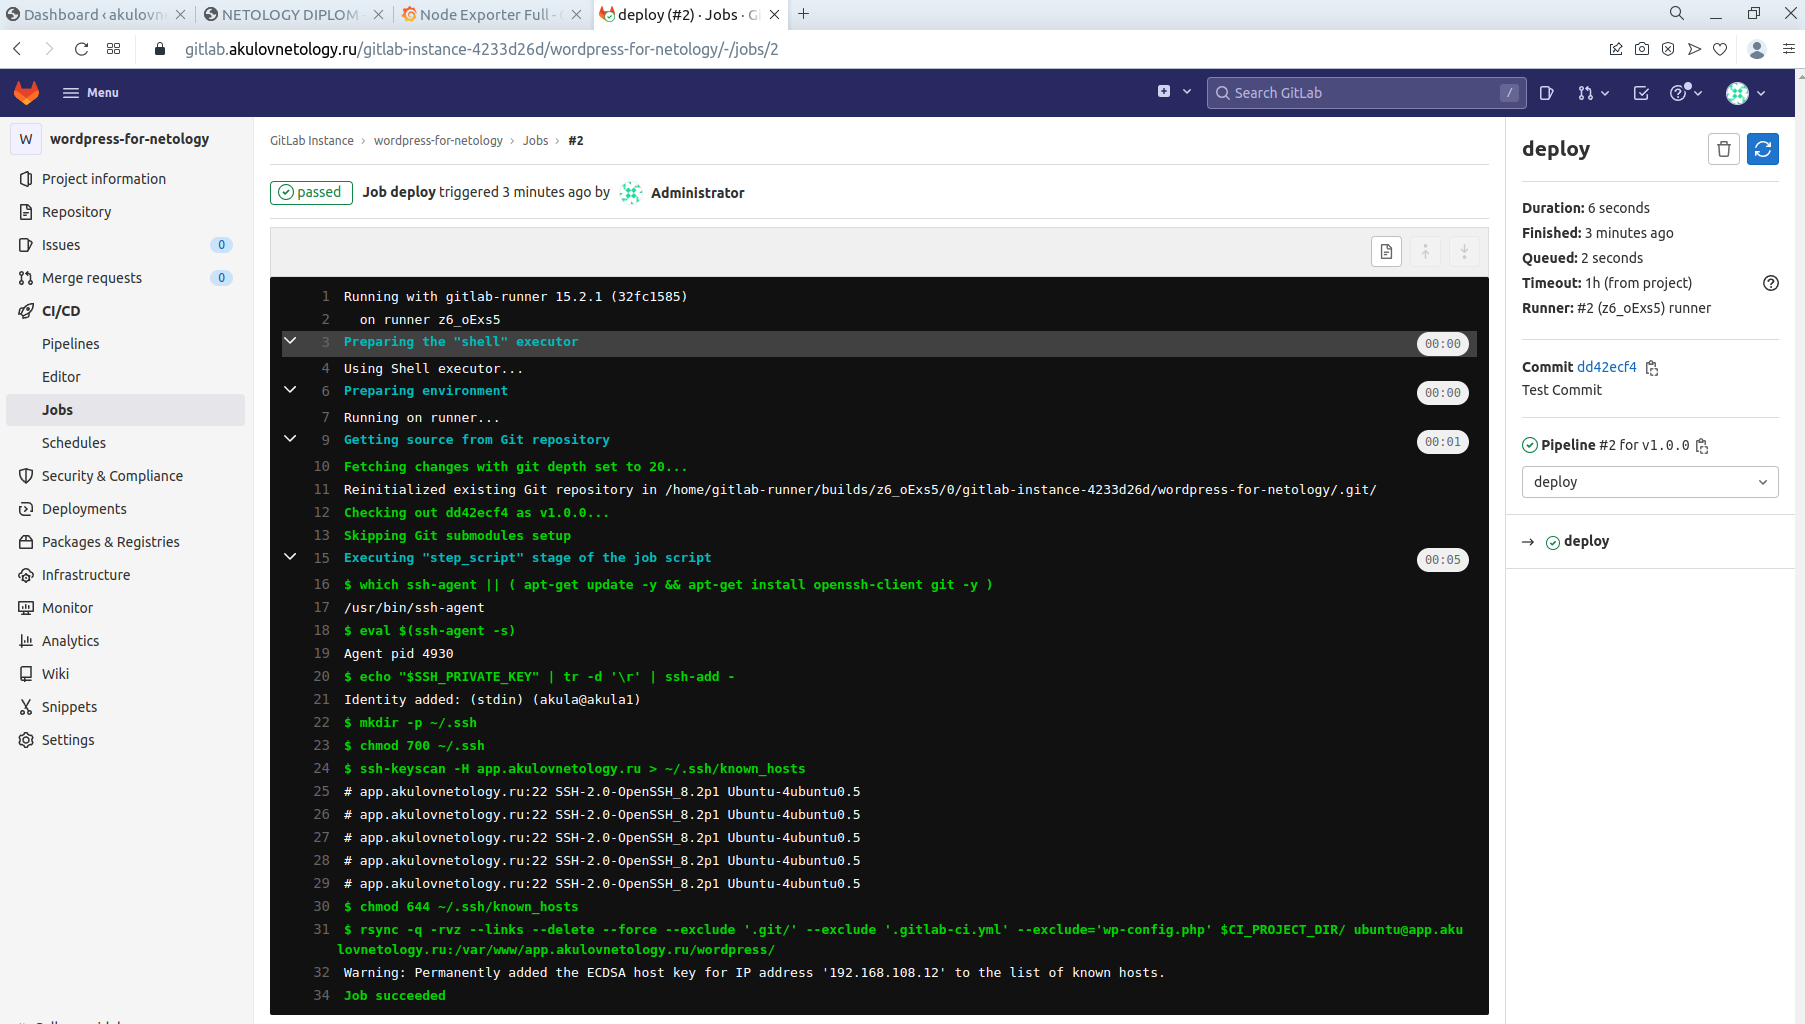 Dashboard ‹ akulovn
NETOLOGY DIPLOM
Node Exporter Full -
deploy (#2) · Jobs · G
gitlab.akulovnetology.ru/gitlab-instance-4233d26d/wordpress-for-netology/-/jobs/2
Menu
Search GitLab
/
W
wordpress-for-netology
Project information
Repository
Issues 0
Merge requests 0
CI/CD
Pipelines
Editor
Jobs
Schedules
Security & Compliance
Deployments
Packages & Registries
Infrastructure
Monitor
Analytics
Wiki
Snippets
Settings
GitLab Instance › wordpress-for-netology › Jobs › #2
passed Job deploy triggered 3 minutes ago by Administrator
1 Running with gitlab-runner 15.2.1 (32fc1585)
2 on runner z6_oExs5
3 Preparing the "shell" executor 00:00
4 Using Shell executor...
6 Preparing environment 00:00
7 Running on runner...
9 Getting source from Git repository 00:01
10 Fetching changes with git depth set to 20...
11 Reinitialized existing Git repository in /home/gitlab-runner/builds/z6_oExs5/0/gitlab-instance-4233d26d/wordpress-for-netology/.git/
12 Checking out dd42ecf4 as v1.0.0...
13 Skipping Git submodules setup
15 Executing "step_script" stage of the job script 00:05
16 $ which ssh-agent || ( apt-get update -y && apt-get install openssh-client git -y )
17 /usr/bin/ssh-agent
18 $ eval $(ssh-agent -s)
19 Agent pid 4930
20 $ echo "$SSH_PRIVATE_KEY" | tr -d '\r' | ssh-add -
21 Identity added: (stdin) (akula@akula1)
22 $ mkdir -p ~/.ssh
23 $ chmod 700 ~/.ssh
24 $ ssh-keyscan -H app.akulovnetology.ru > ~/.ssh/known_hosts
25 # app.akulovnetology.ru:22 SSH-2.0-OpenSSH_8.2p1 Ubuntu-4ubuntu0.5
26 # app.akulovnetology.ru:22 SSH-2.0-OpenSSH_8.2p1 Ubuntu-4ubuntu0.5
27 # app.akulovnetology.ru:22 SSH-2.0-OpenSSH_8.2p1 Ubuntu-4ubuntu0.5
28 # app.akulovnetology.ru:22 SSH-2.0-OpenSSH_8.2p1 Ubuntu-4ubuntu0.5
29 # app.akulovnetology.ru:22 SSH-2.0-OpenSSH_8.2p1 Ubuntu-4ubuntu0.5
30 $ chmod 644 ~/.ssh/known_hosts
31 $ rsync -q -rvz --links --delete --force --exclude '.git/' --exclude '.gitlab-ci.yml' --exclude='wp-config.php' $CI_PROJECT_DIR/ ubuntu@app.aku
lovnetology.ru:/var/www/app.akulovnetology.ru/wordpress/
32 Warning: Permanently added the ECDSA host key for IP address '192.168.108.12' to the list of known hosts.
34 Job succeeded
deploy
Duration: 6 seconds
Finished: 3 minutes ago
Queued: 2 seconds
Timeout: 1h (from project)
Runner: #2 (z6_oExs5) runner
Commit dd42ecf4
Test Commit
Pipeline #2 for v1.0.0
deploy
→ deploy